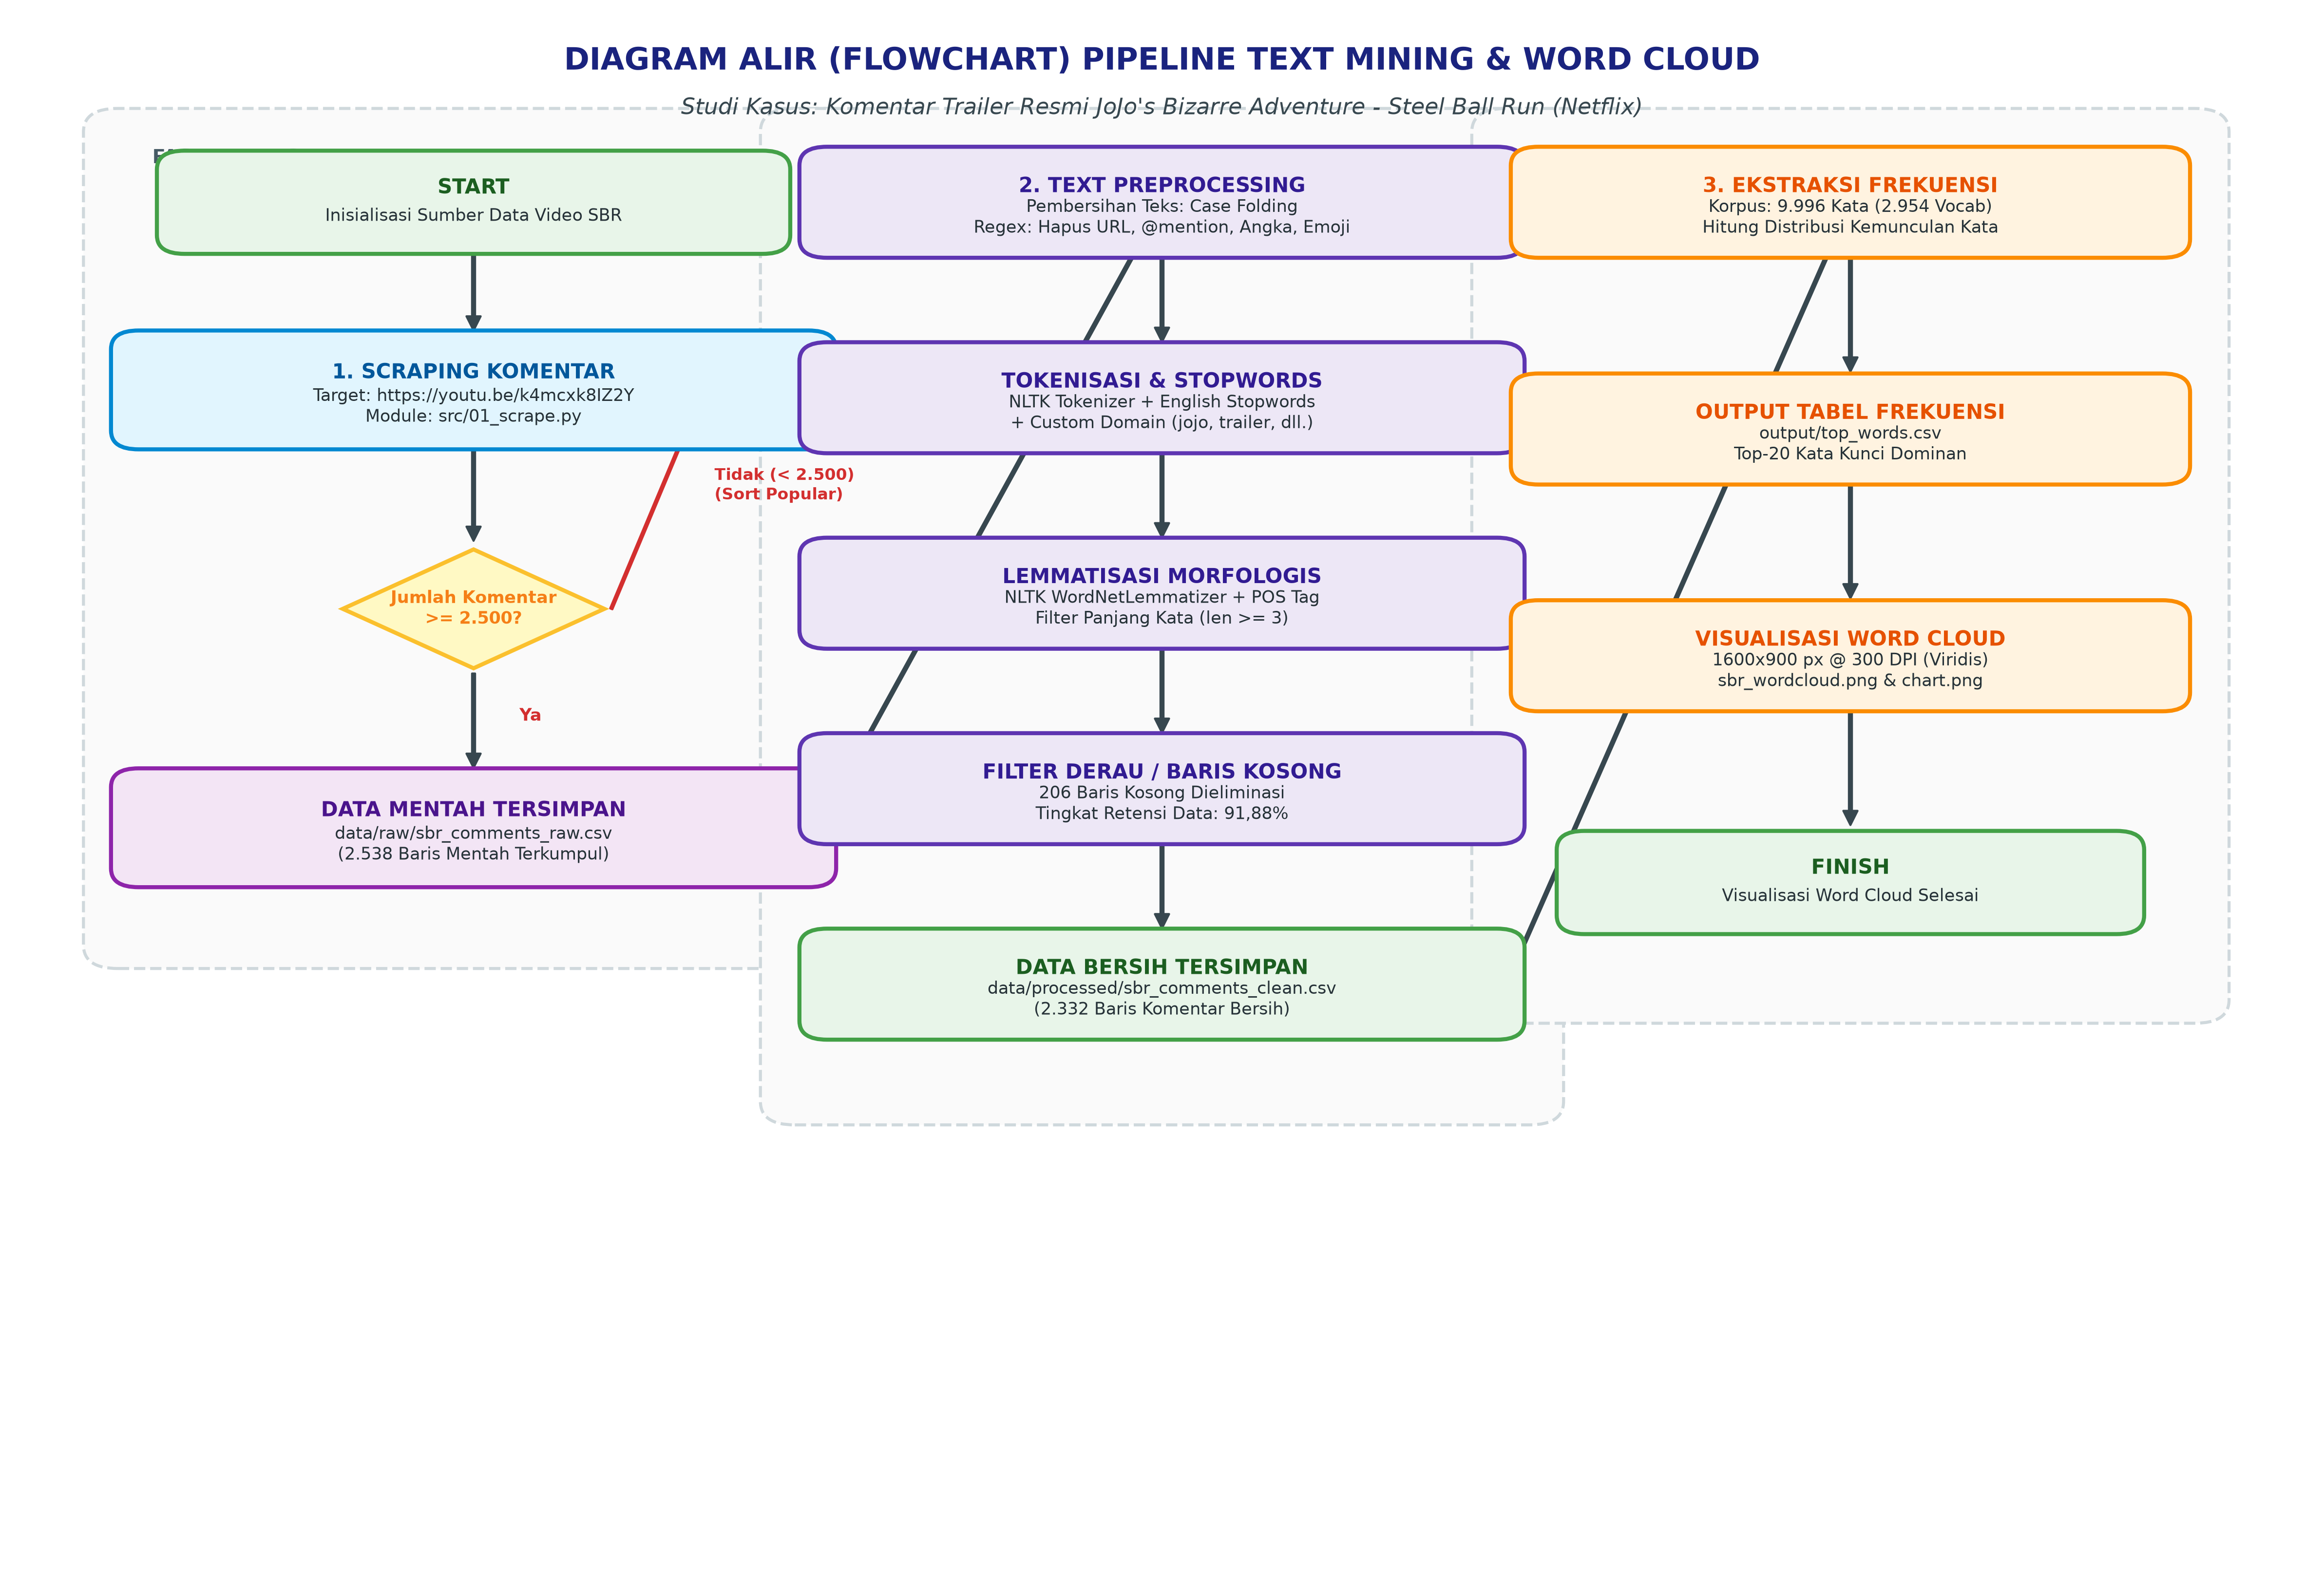 DIAGRAM ALIR (FLOWCHART) PIPELINE TEXT MINING & WORD CLOUD
Studi Kasus: Komentar Trailer Resmi JoJo's Bizarre Adventure - Steel Ball Run (Netflix)
START
Inisialisasi Sumber Data Video SBR
1. SCRAPING KOMENTAR
Target: https://youtu.be/k4mcxk8IZ2Y
Module: src/01_scrape.py
Tidak (< 2.500)
(Sort Popular)
Jumlah Komentar
>= 2.500?
Ya
DATA MENTAH TERSIMPAN
data/raw/sbr_comments_raw.csv
(2.538 Baris Mentah Terkumpul)
2. TEXT PREPROCESSING
Pembersihan Teks: Case Folding
Regex: Hapus URL, @mention, Angka, Emoji
TOKENISASI & STOPWORDS
NLTK Tokenizer + English Stopwords
+ Custom Domain (jojo, trailer, dll.)
LEMMATISASI MORFOLOGIS
NLTK WordNetLemmatizer + POS Tag
Filter Panjang Kata (len >= 3)
FILTER DERAU / BARIS KOSONG
206 Baris Kosong Dieliminasi
Tingkat Retensi Data: 91,88%
DATA BERSIH TERSIMPAN
data/processed/sbr_comments_clean.csv
(2.332 Baris Komentar Bersih)
3. EKSTRAKSI FREKUENSI
Korpus: 9.996 Kata (2.954 Vocab)
Hitung Distribusi Kemunculan Kata
OUTPUT TABEL FREKUENSI
output/top_words.csv
Top-20 Kata Kunci Dominan
VISUALISASI WORD CLOUD
1600x900 px @ 300 DPI (Viridis)
sbr_wordcloud.png & chart.png
FINISH
Visualisasi Word Cloud Selesai